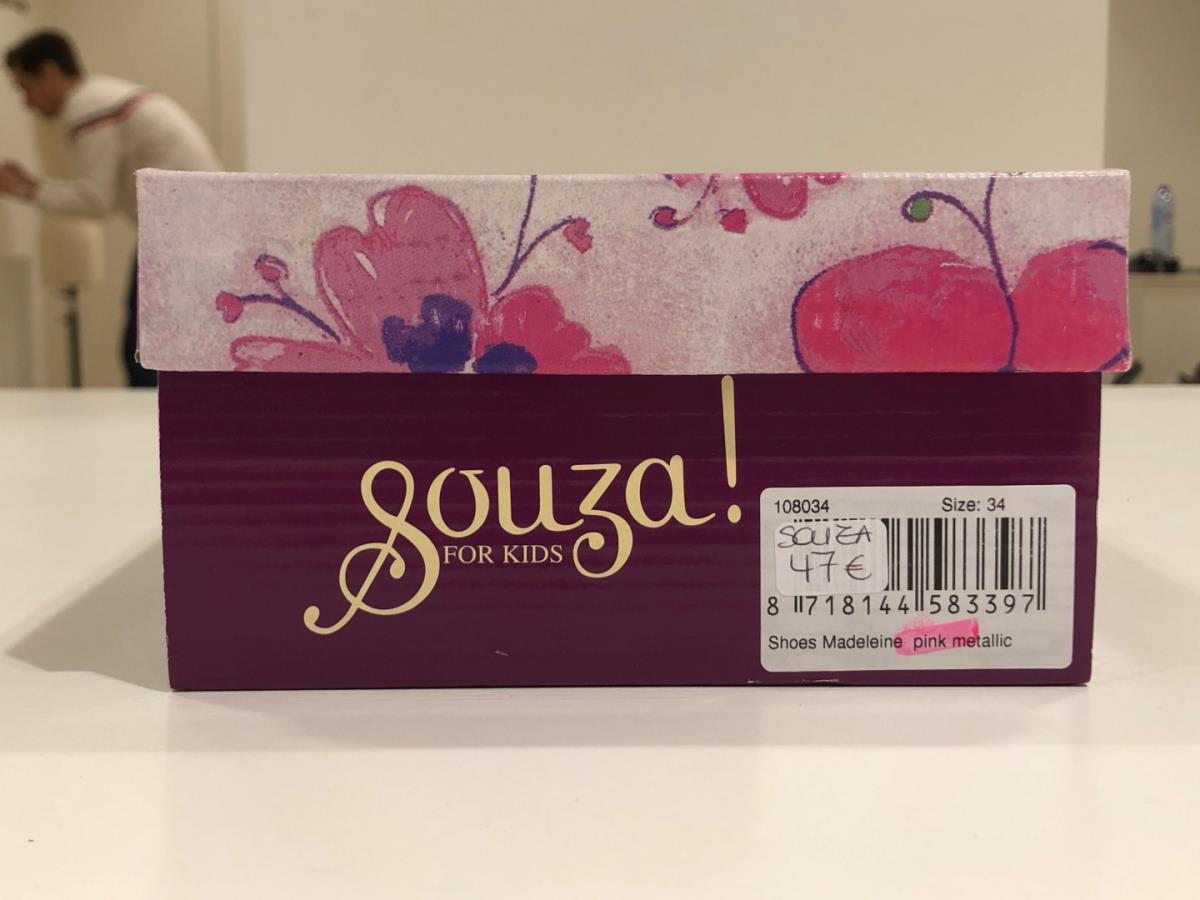 souza!
FOR KIDS
108034 Size: 34
SOUZA
47€
8 718144 583397
Shoes Madeleine pink metallic